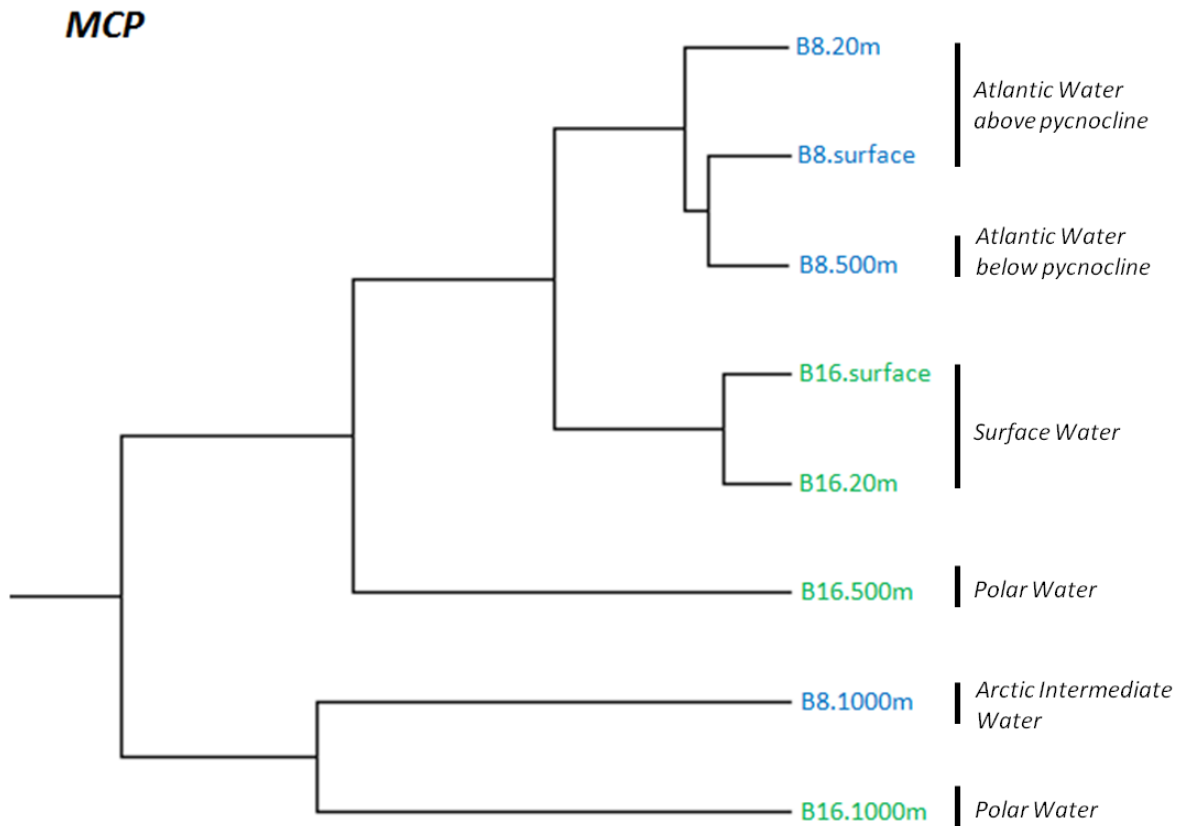 MCP
B8.20m
Atlantic Water
above pycnocline
B8.surface
Atlantic Water
below pycnocline
B8.500m
B16.surface
Surface Water
B16.20m
B16.500m
Polar Water
B8.1000m
Arctic Intermediate
Water
B16.1000m
Polar Water